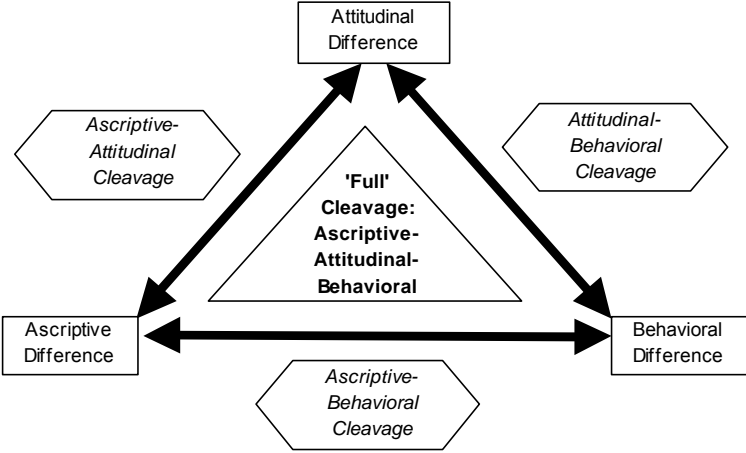 Attitudinal
Difference
Ascriptive-
Attitudinal
Cleavage
Attitudinal-
Behavioral
Cleavage
'Full'
Cleavage:
Ascriptive-
Attitudinal-
Behavioral
Ascriptive
Difference
Behavioral
Difference
Ascriptive-
Behavioral
Cleavage